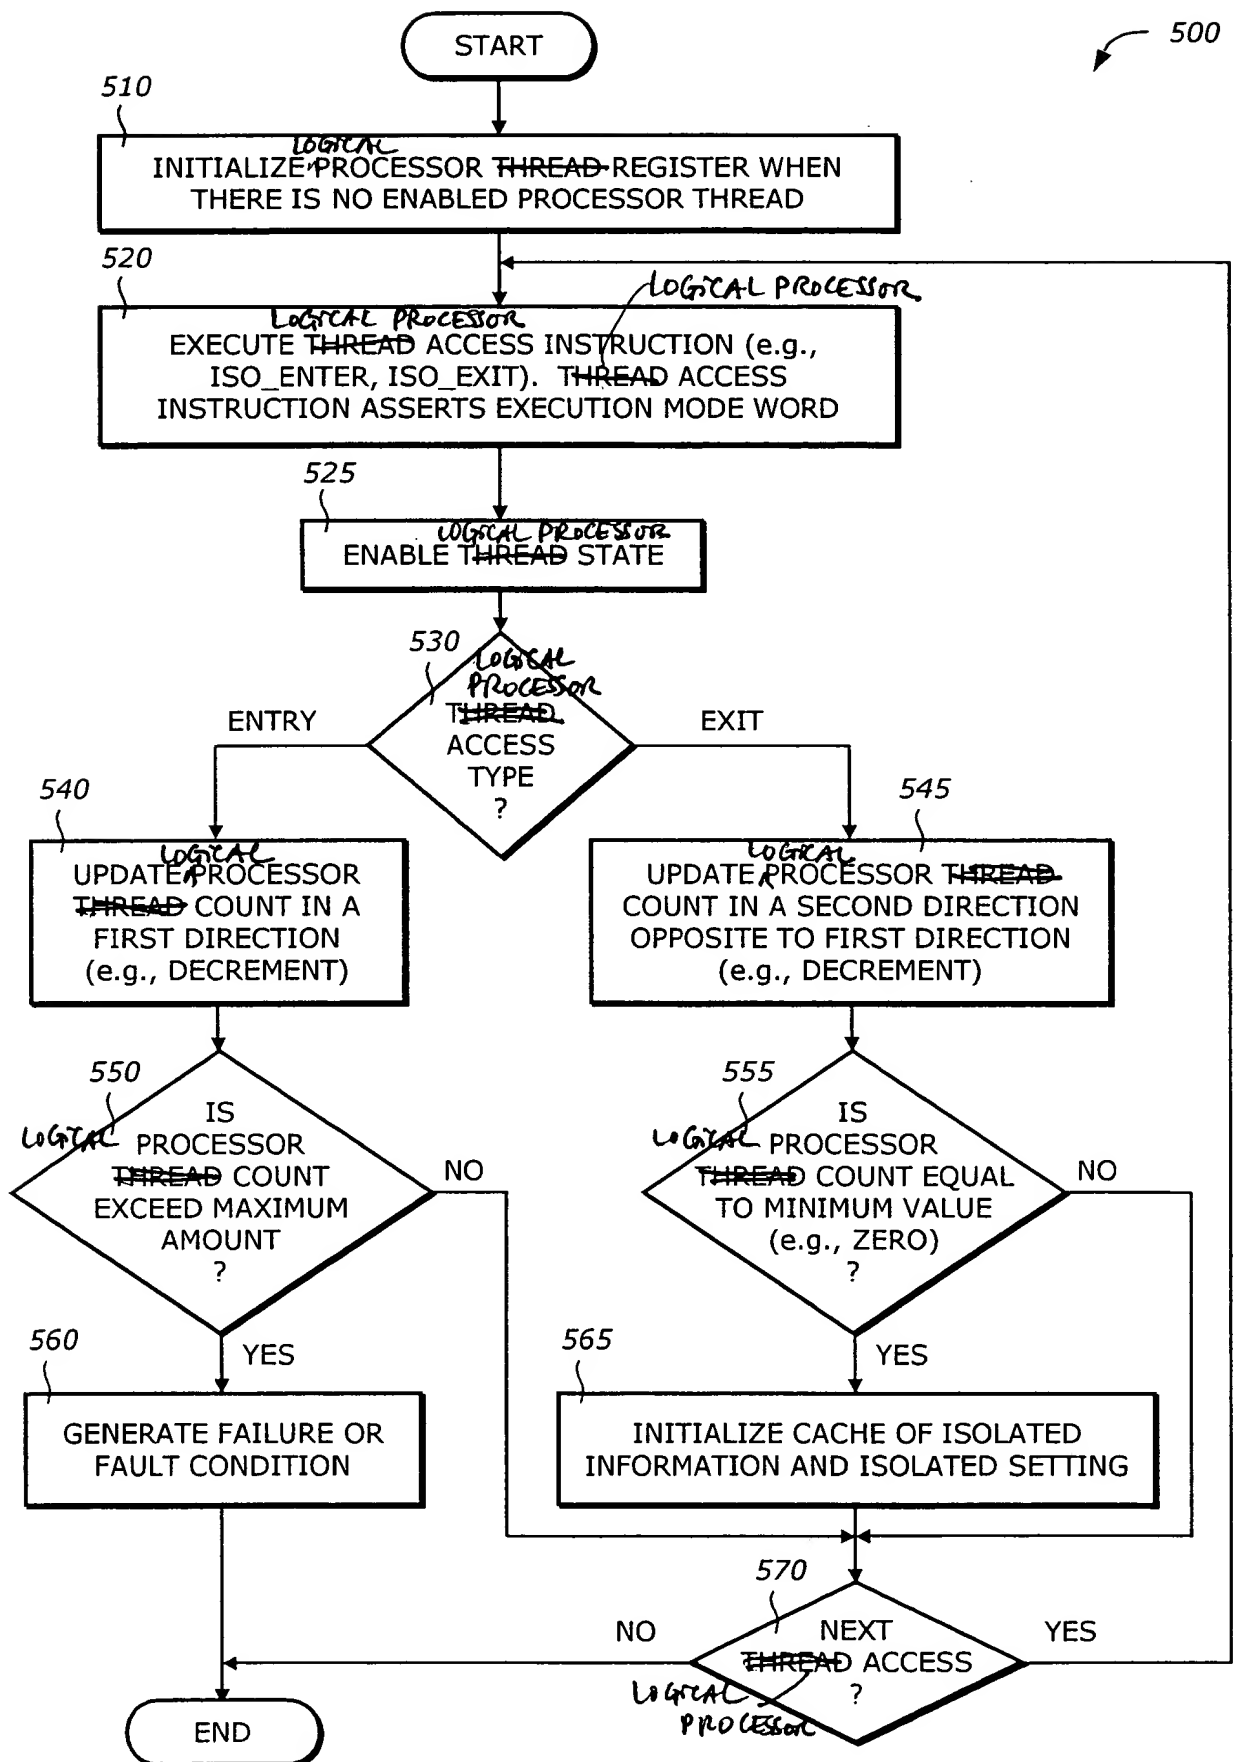 START
500
510
LOGICAL
INITIALIZE PROCESSOR THREAD REGISTER WHEN
THERE IS NO ENABLED PROCESSOR THREAD
520
LOGICAL PROCESSOR
LOGICAL PROCESSOR
EXECUTE THREAD ACCESS INSTRUCTION (e.g.,
ISO_ENTER, ISO_EXIT). THREAD ACCESS
INSTRUCTION ASSERTS EXECUTION MODE WORD
525
LOGICAL PROCESSOR
ENABLE THREAD STATE
530
LOGICAL
PROCESSOR
THREAD
ACCESS
TYPE
?
ENTRY
EXIT
540
LOGICAL
UPDATE PROCESSOR
THREAD COUNT IN A
FIRST DIRECTION
(e.g., DECREMENT)
545
LOGICAL
UPDATE PROCESSOR THREAD
COUNT IN A SECOND DIRECTION
OPPOSITE TO FIRST DIRECTION
(e.g., DECREMENT)
550
IS
LOGICAL PROCESSOR
THREAD COUNT
EXCEED MAXIMUM
AMOUNT
?
NO
YES
555
IS
LOGICAL PROCESSOR
THREAD COUNT EQUAL
TO MINIMUM VALUE
(e.g., ZERO)
?
NO
YES
560
GENERATE FAILURE OR
FAULT CONDITION
565
INITIALIZE CACHE OF ISOLATED
INFORMATION AND ISOLATED SETTING
570
NO
NEXT
THREAD ACCESS
?
YES
LOGICAL
PROCESSOR
END